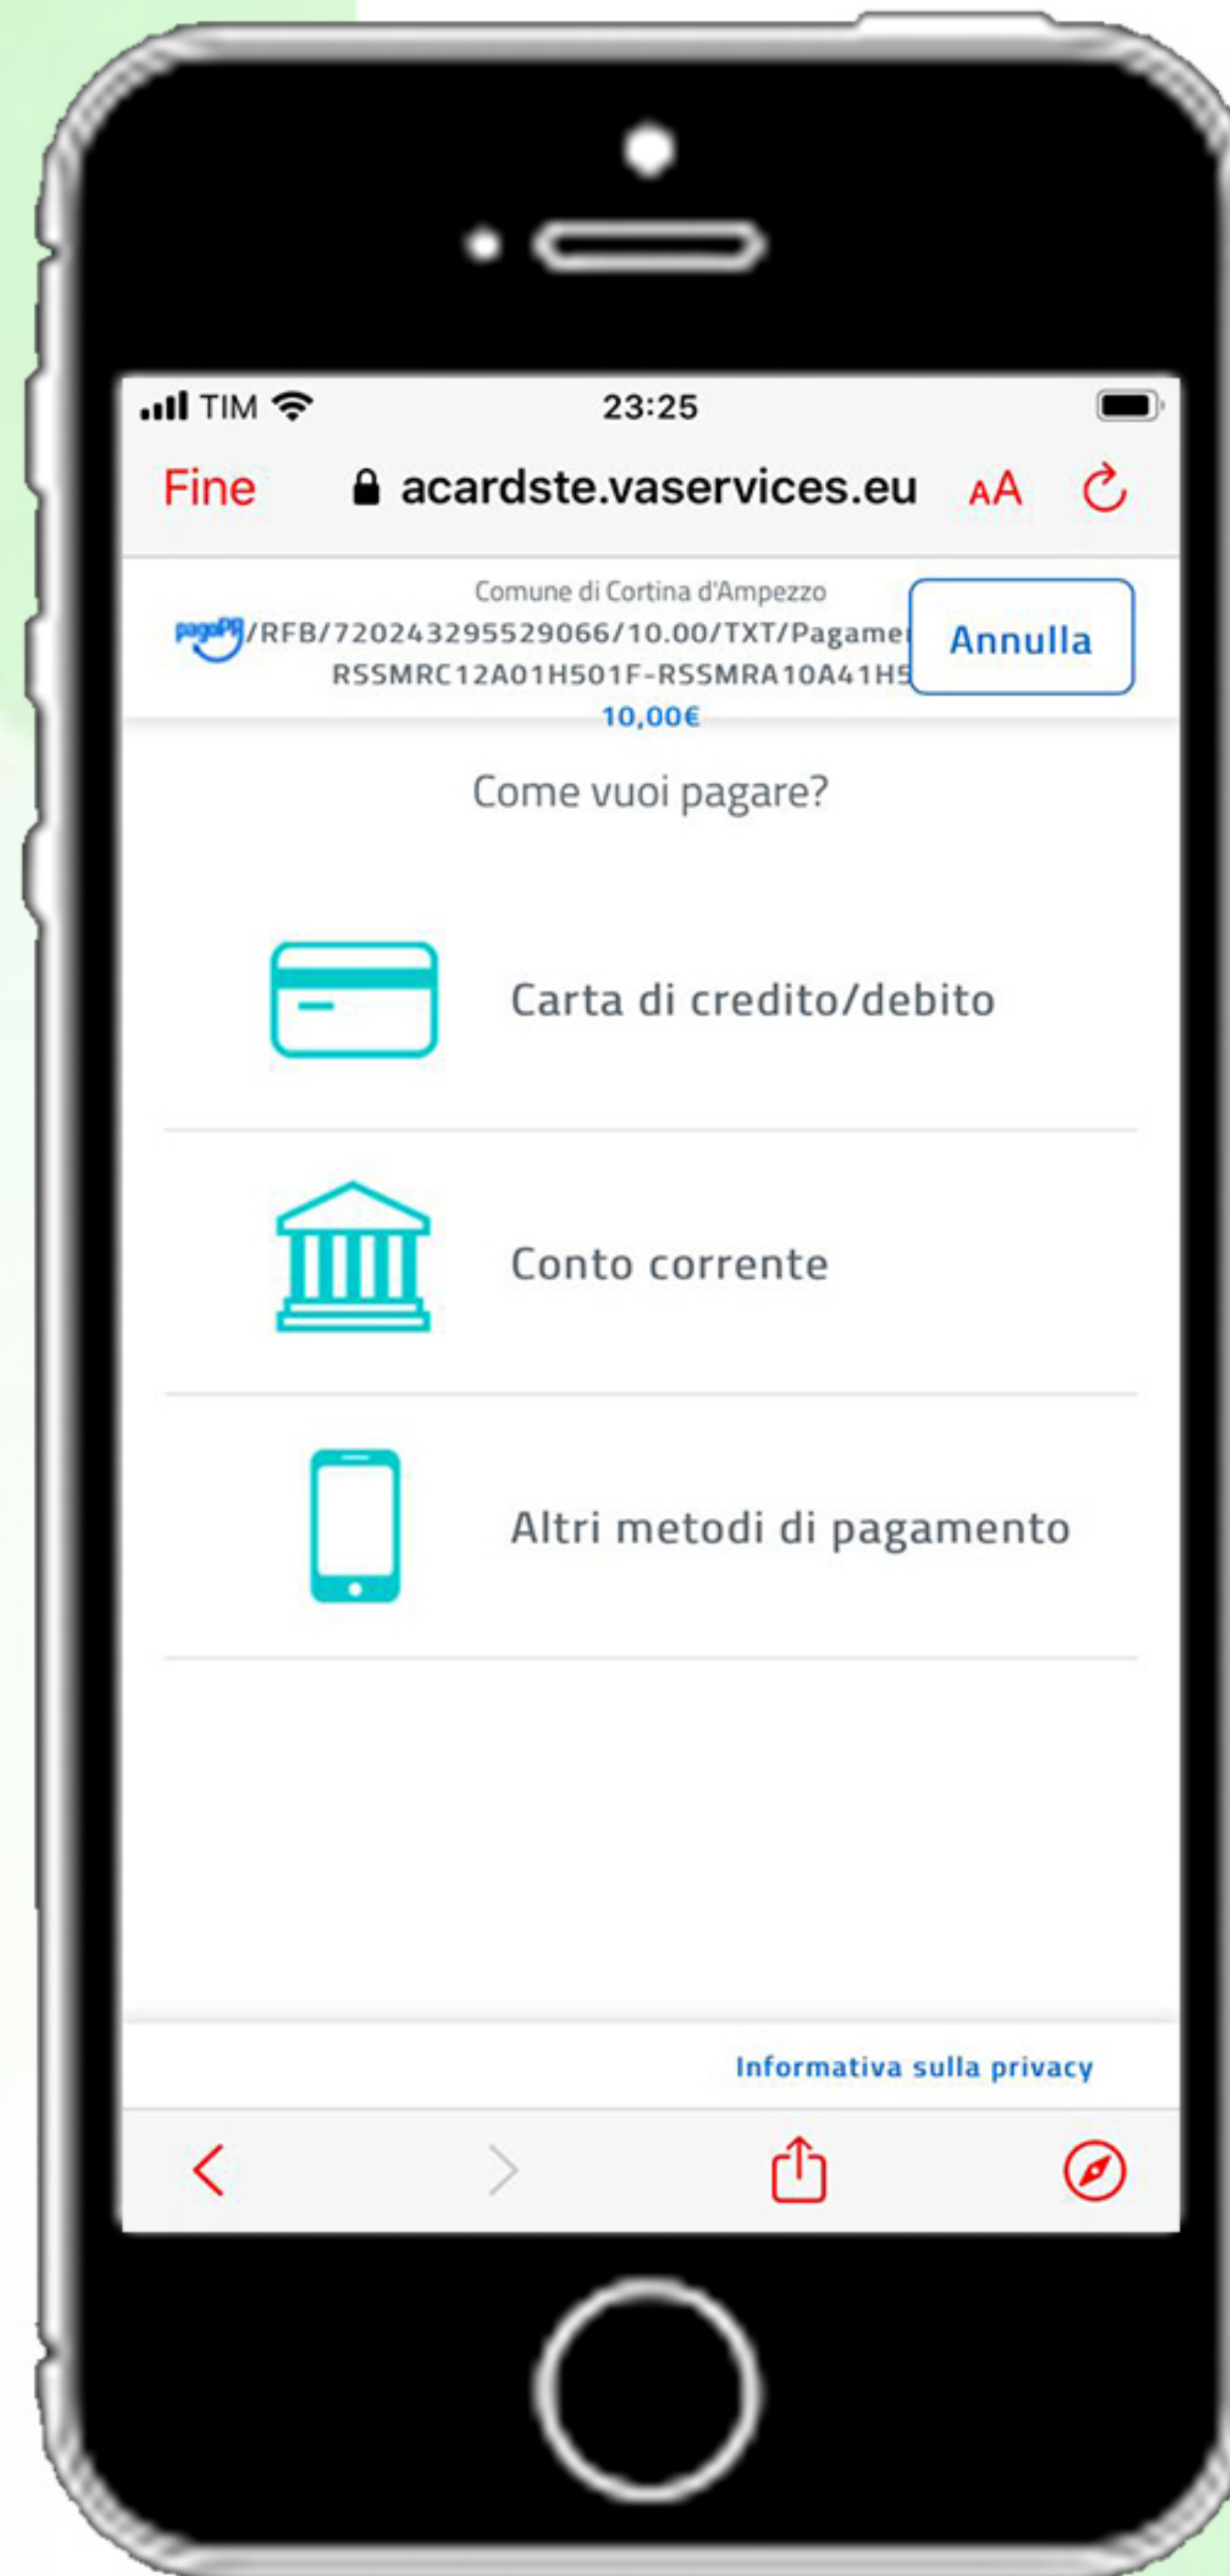 TIM 23:25
Fine acardste.vaservices.eu AA
Comune di Cortina d'Ampezzo
pagoPA /RFB/720243295529066/10.00/TXT/Pagamen
RSSMRC12A01H501F-RSSMRA10A41H5
Annulla
10,00€
Come vuoi pagare?
Carta di credito/debito
Conto corrente
Altri metodi di pagamento
Informativa sulla privacy